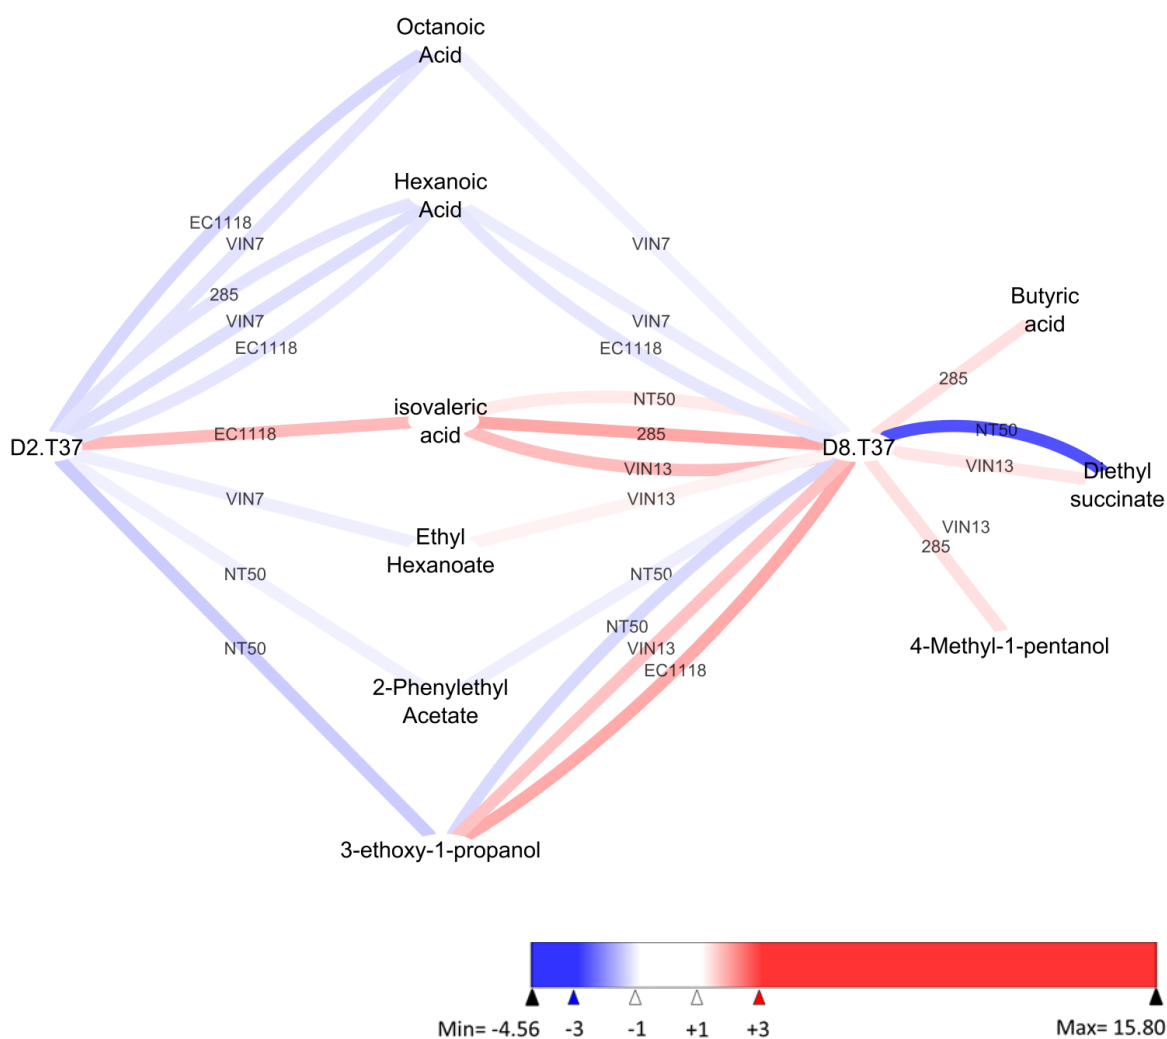 Octanoic
Acid
Hexanoic
Acid
EC1118
VIN7
VIN7
285
VIN7
EC1118
VIN7
EC1118
Butyric
acid
285
isovaleric
acid
NT50
285
VIN13
D2.T37
EC1118
D8.T37
NT50
VIN13
Diethyl
succinate
VIN7
VIN13
Ethyl
Hexanoate
VIN13
285
NT50
NT50
NT50
NT50
VIN13
EC1118
4-Methyl-1-pentanol
2-Phenylethyl
Acetate
3-ethoxy-1-propanol
Min= -4.56 -3 -1 +1 +3 Max= 15.80